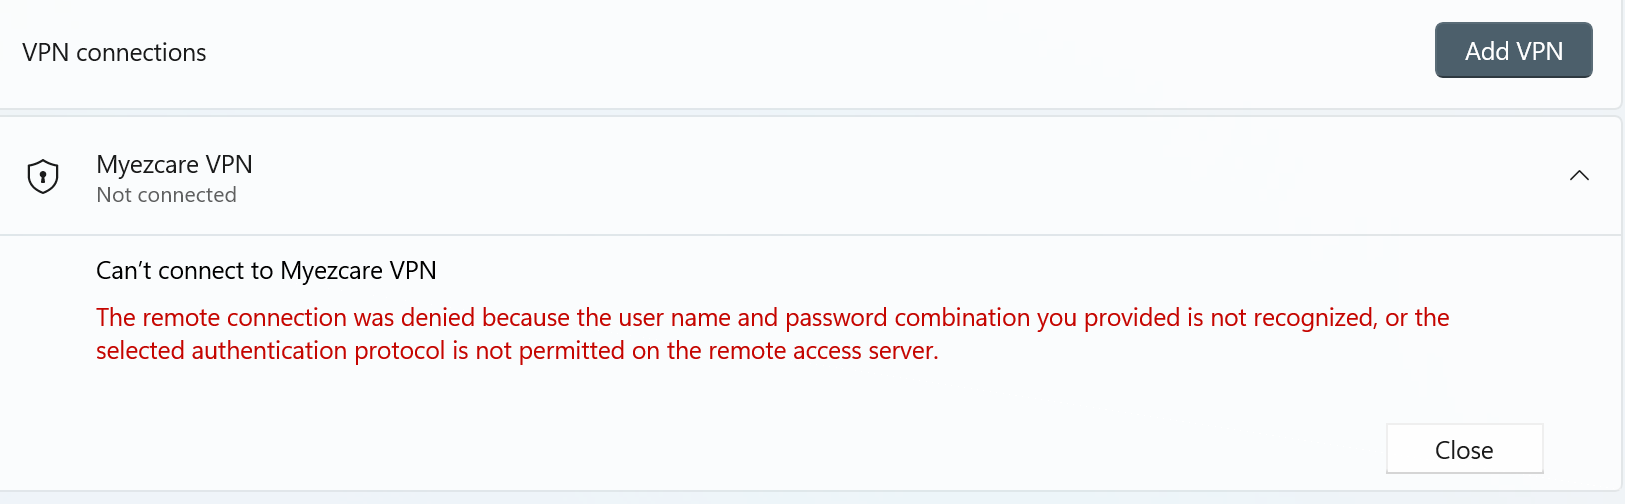 VPN connections
Add VPN
Myezcare VPN
Not connected
Can’t connect to Myezcare VPN
The remote connection was denied because the user name and password combination you provided is not recognized, or the
selected authentication protocol is not permitted on the remote access server.
Close